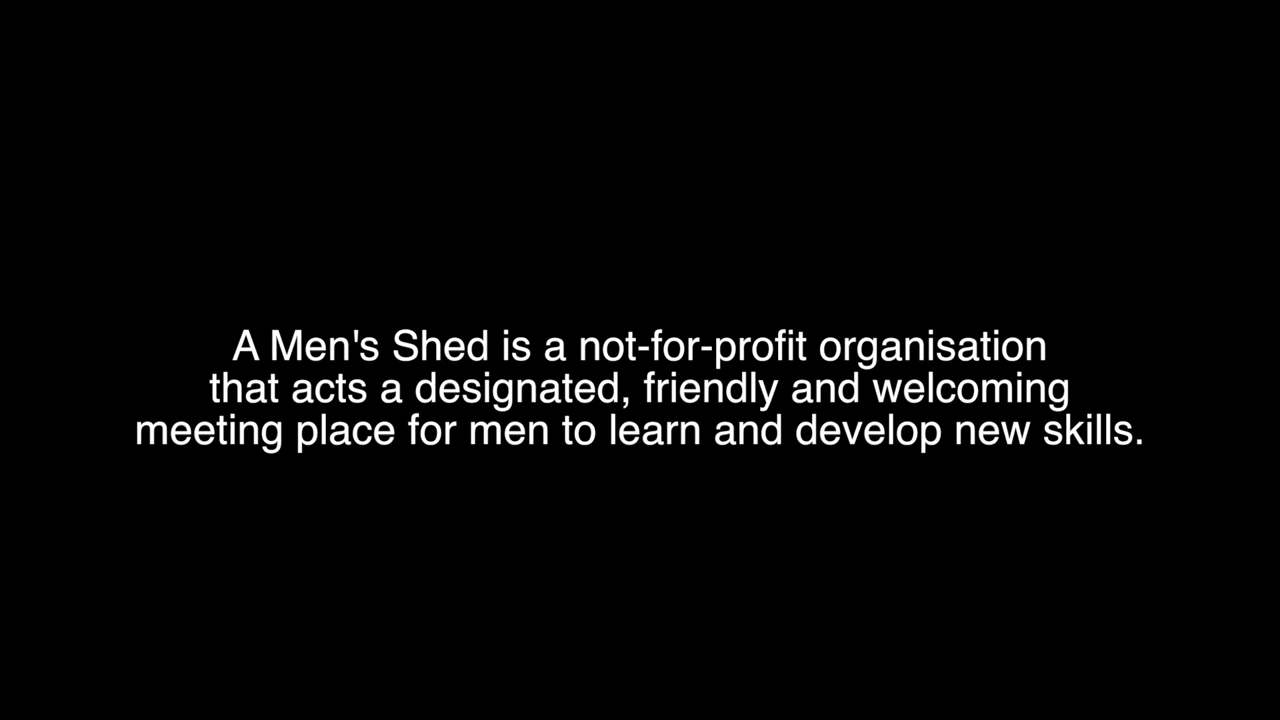 A Men's Shed is a not-for-profit organisation
that acts a designated, friendly and welcoming
meeting place for men to learn and develop new skills.